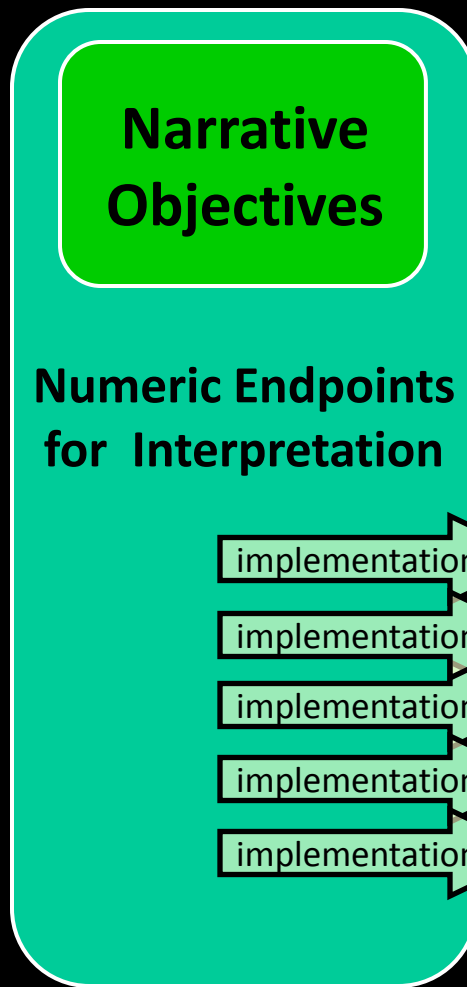 Narrative
Objectives
Numeric Endpoints
for Interpretation
implementation
implementation
implementation
implementation
implementation